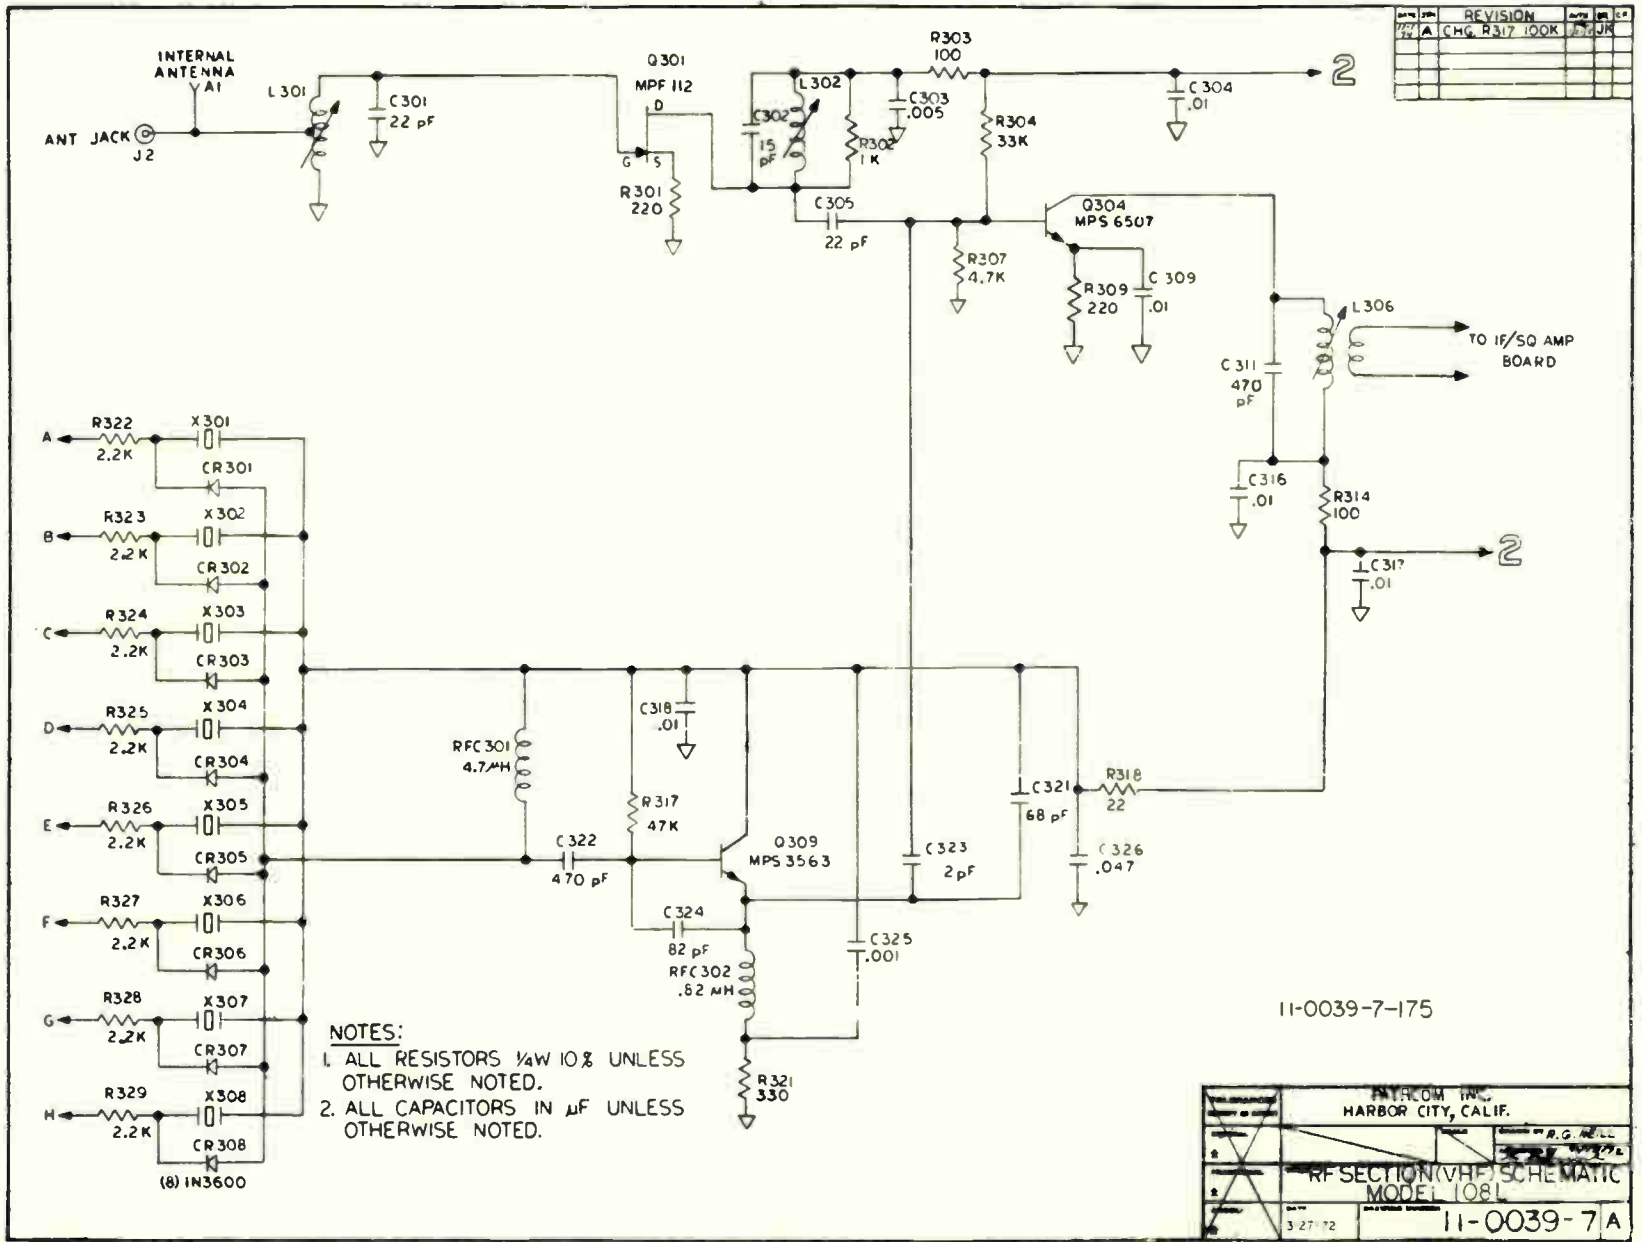 REVISION
A CHG. R317 100K JK
INTERNAL
ANTENNA
A1
ANT JACK
J2
L301
C301
22 pF
Q301
MPF 112
D
G S
R301
220
C302
15
pF
L302
R302
1K
C303
.005
R303
100
R304
33K
C304
.01
2
C305
22 pF
R307
4.7K
Q304
MPS 6507
R309
220
C309
.01
L306
TO IF/SQ AMP
BOARD
C311
470
pF
C316
.01
R314
100
2
C317
.01
A
R322
2.2K
X301
CR301
B
R323
2.2K
X302
CR302
C
R324
2.2K
X303
CR303
D
R325
2.2K
X304
CR304
E
R326
2.2K
X305
CR305
F
R327
2.2K
X306
CR306
G
R328
2.2K
X307
CR307
H
R329
2.2K
X308
CR308
(8) IN3600
RFC301
4.7µH
C318
.01
R317
47K
C322
470 pF
Q309
MPS 3563
C324
82 pF
RFC302
.82 µH
C323
2 pF
C325
.001
C321
68 pF
R318
22
C326
.047
R321
330
NOTES:
1. ALL RESISTORS ¼W 10% UNLESS
OTHERWISE NOTED.
2. ALL CAPACITORS IN µF UNLESS
OTHERWISE NOTED.
11-0039-7-175
INC.
HARBOR CITY, CALIF.
R.G. NEILL
RF SECTION (VHF) SCHEMATIC
MODEL 108L
3-27-72
11-0039-7 A